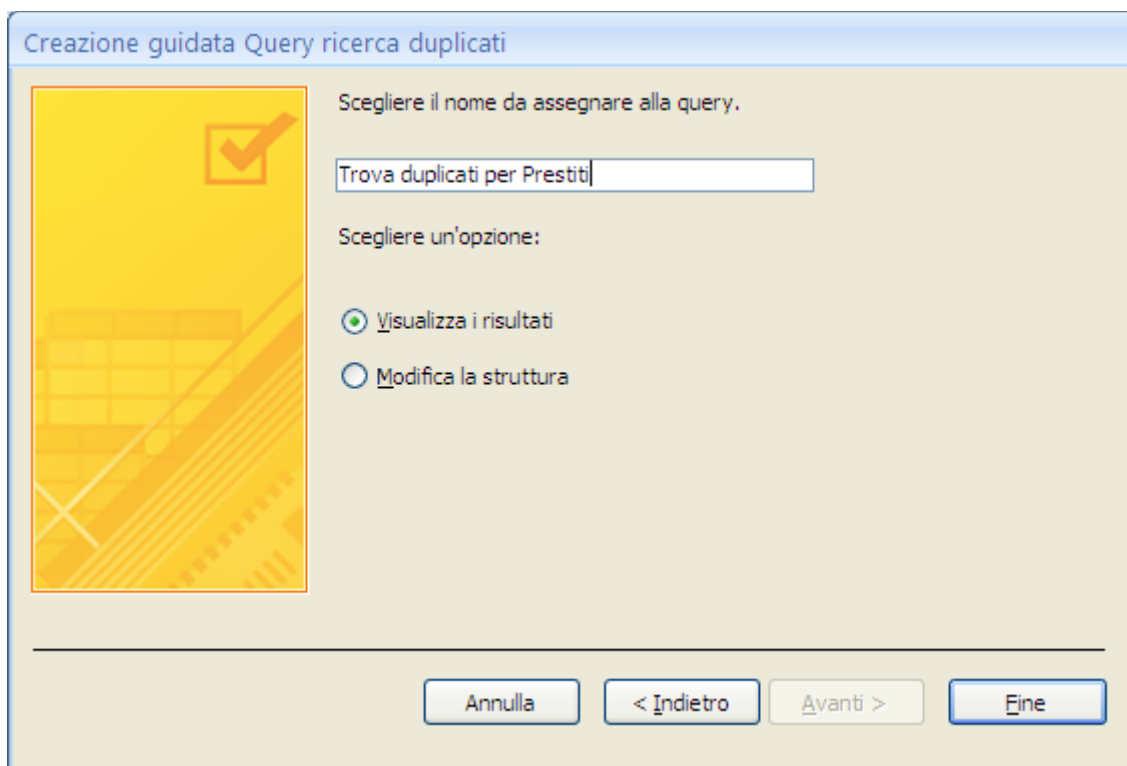 Creazione guidata Query ricerca duplicati
Scegliere il nome da assegnare alla query.
Trova duplicati per Prestiti
Scegliere un'opzione:
Visualizza i risultati
Modifica la struttura
Annulla
< Indietro
Avanti >
Fine